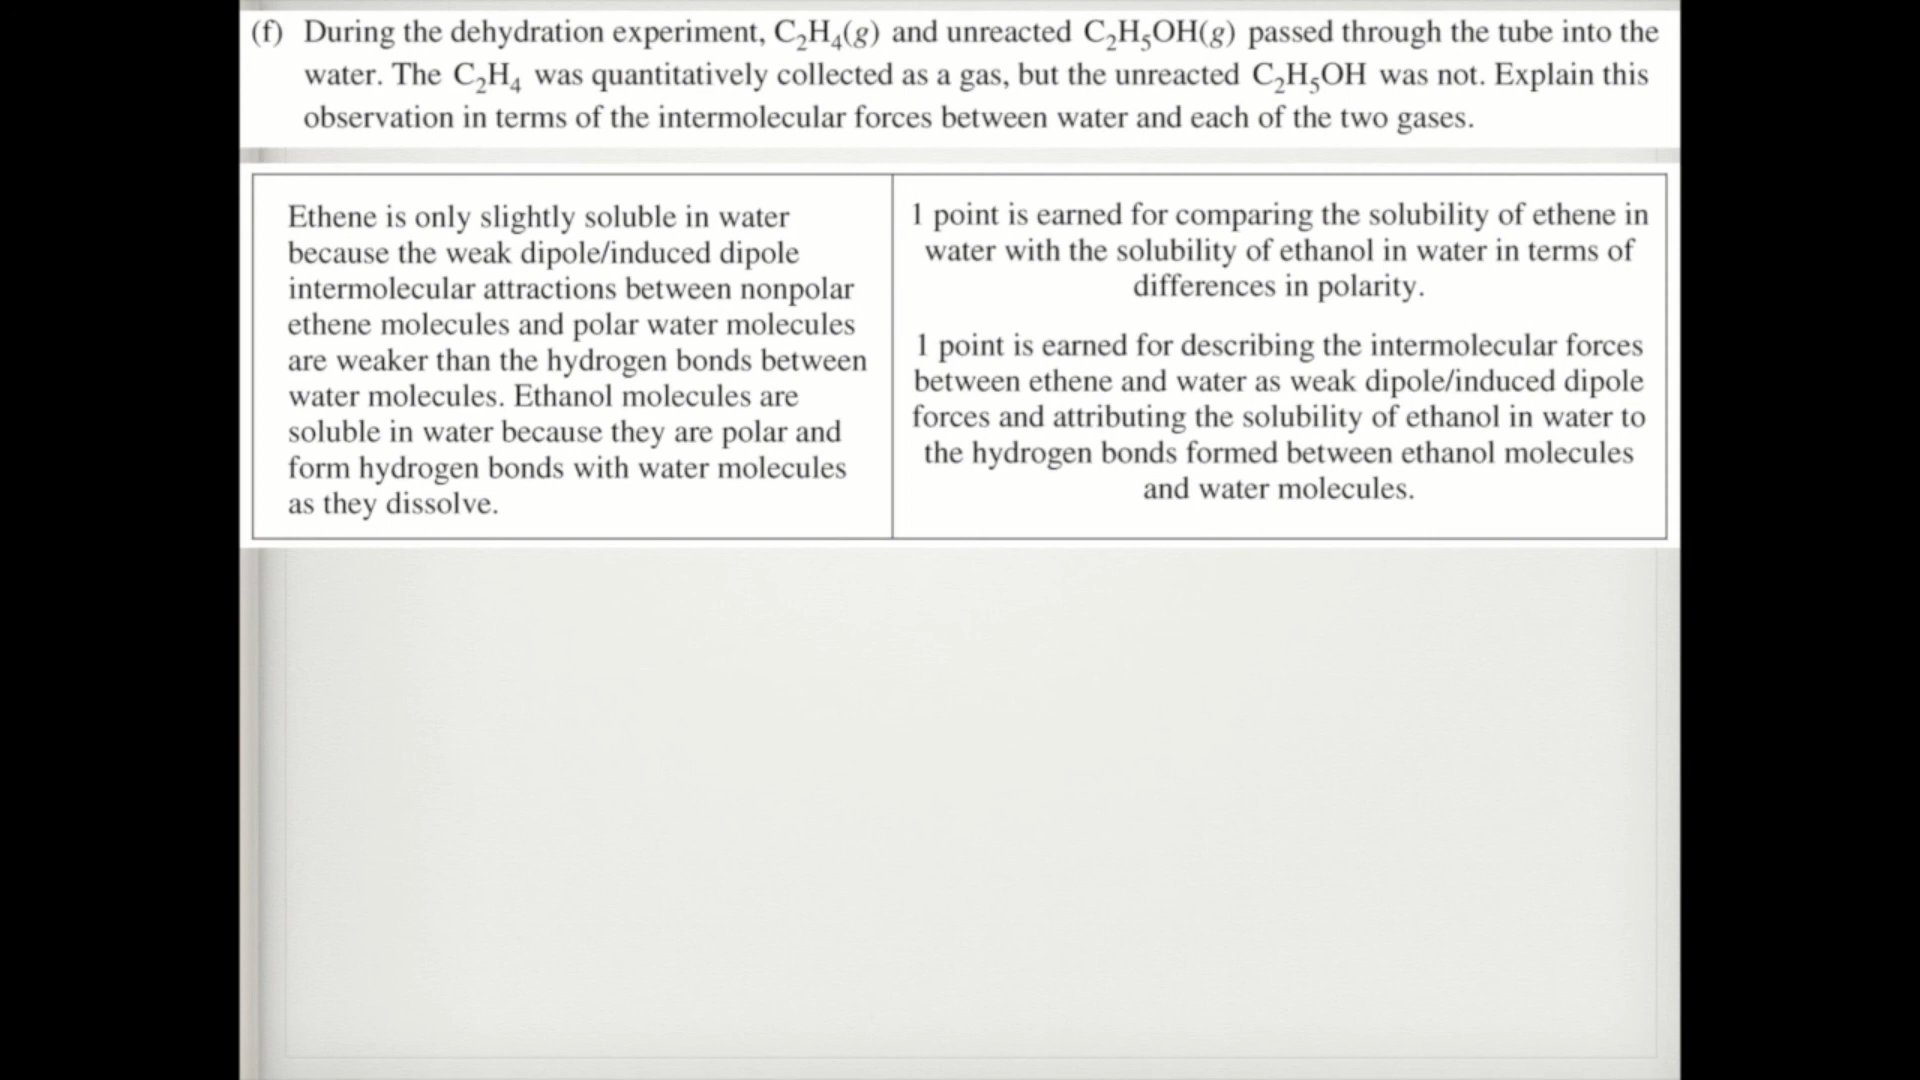 (f) During the dehydration experiment, C₂H₄(g) and unreacted C₂H₅OH(g) passed through the tube into the
water. The C₂H₄ was quantitatively collected as a gas, but the unreacted C₂H₅OH was not. Explain this
observation in terms of the intermolecular forces between water and each of the two gases.
Ethene is only slightly soluble in water
because the weak dipole/induced dipole
intermolecular attractions between nonpolar
ethene molecules and polar water molecules
are weaker than the hydrogen bonds between
water molecules. Ethanol molecules are
soluble in water because they are polar and
form hydrogen bonds with water molecules
as they dissolve.
1 point is earned for comparing the solubility of ethene in
water with the solubility of ethanol in water in terms of
differences in polarity.
1 point is earned for describing the intermolecular forces
between ethene and water as weak dipole/induced dipole
forces and attributing the solubility of ethanol in water to
the hydrogen bonds formed between ethanol molecules
and water molecules.